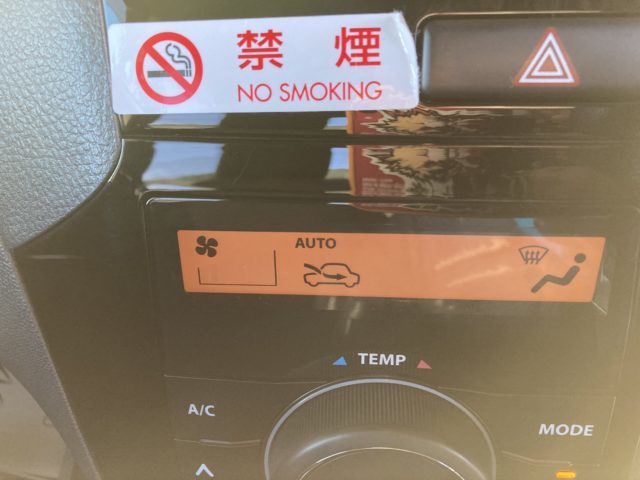 禁煙
NO SMOKING
AUTO
TEMP
A/C
MODE